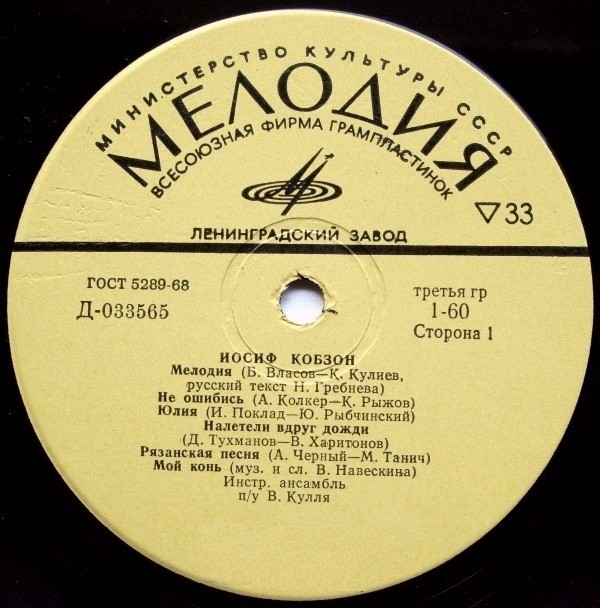 МИНИСТЕРСТВО КУЛЬТУРЫ СССР
МЕЛОДИЯ
ВСЕСОЮЗНАЯ ФИРМА ГРАМПЛАСТИНОК
▽33
ЛЕНИНГРАДСКИЙ ЗАВОД
ГОСТ 5289-68
Д-033565
третья гр
1-60
Сторона 1
ИОСИФ КОБЗОН
Мелодия (Б. Власов—К. Кулиев,
русский текст Н. Гребнева)
Не ошибись (А. Колкер—К. Рыжов)
Юлия (И. Поклад—Ю. Рыбчинский)
Налетели вдруг дожди
(Д. Тухманов—В. Харитонов)
Рязанская песня (А. Черный—М. Танич)
Мой конь (муз. и сл. В. Навескина)
Инстр. ансамбль
п/у В. Кулля